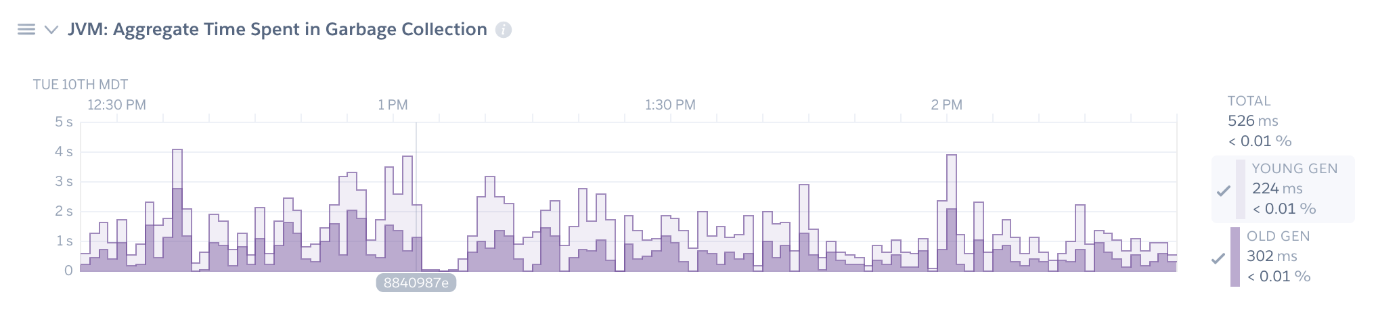 JVM: Aggregate Time Spent in Garbage Collection
TUE 10TH MDT
12:30 PM 1 PM 1:30 PM 2 PM
5 s
4 s
3 s
2 s
1 s
0
8840987e
TOTAL
526 ms
< 0.01 %
YOUNG GEN
224 ms
< 0.01 %
OLD GEN
302 ms
< 0.01 %